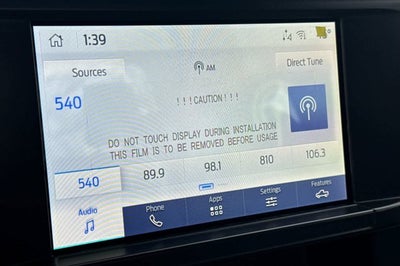 1:39
Sources
AM
Direct Tune
540
!!!CAUTION!!!
DO NOT TOUCH DISPLAY DURING INSTALLATION
THIS FILM IS TO BE REMOVED BEFORE USAGE
540
89.9
98.1
810
106.3
Audio
Phone
Apps
Settings
Features